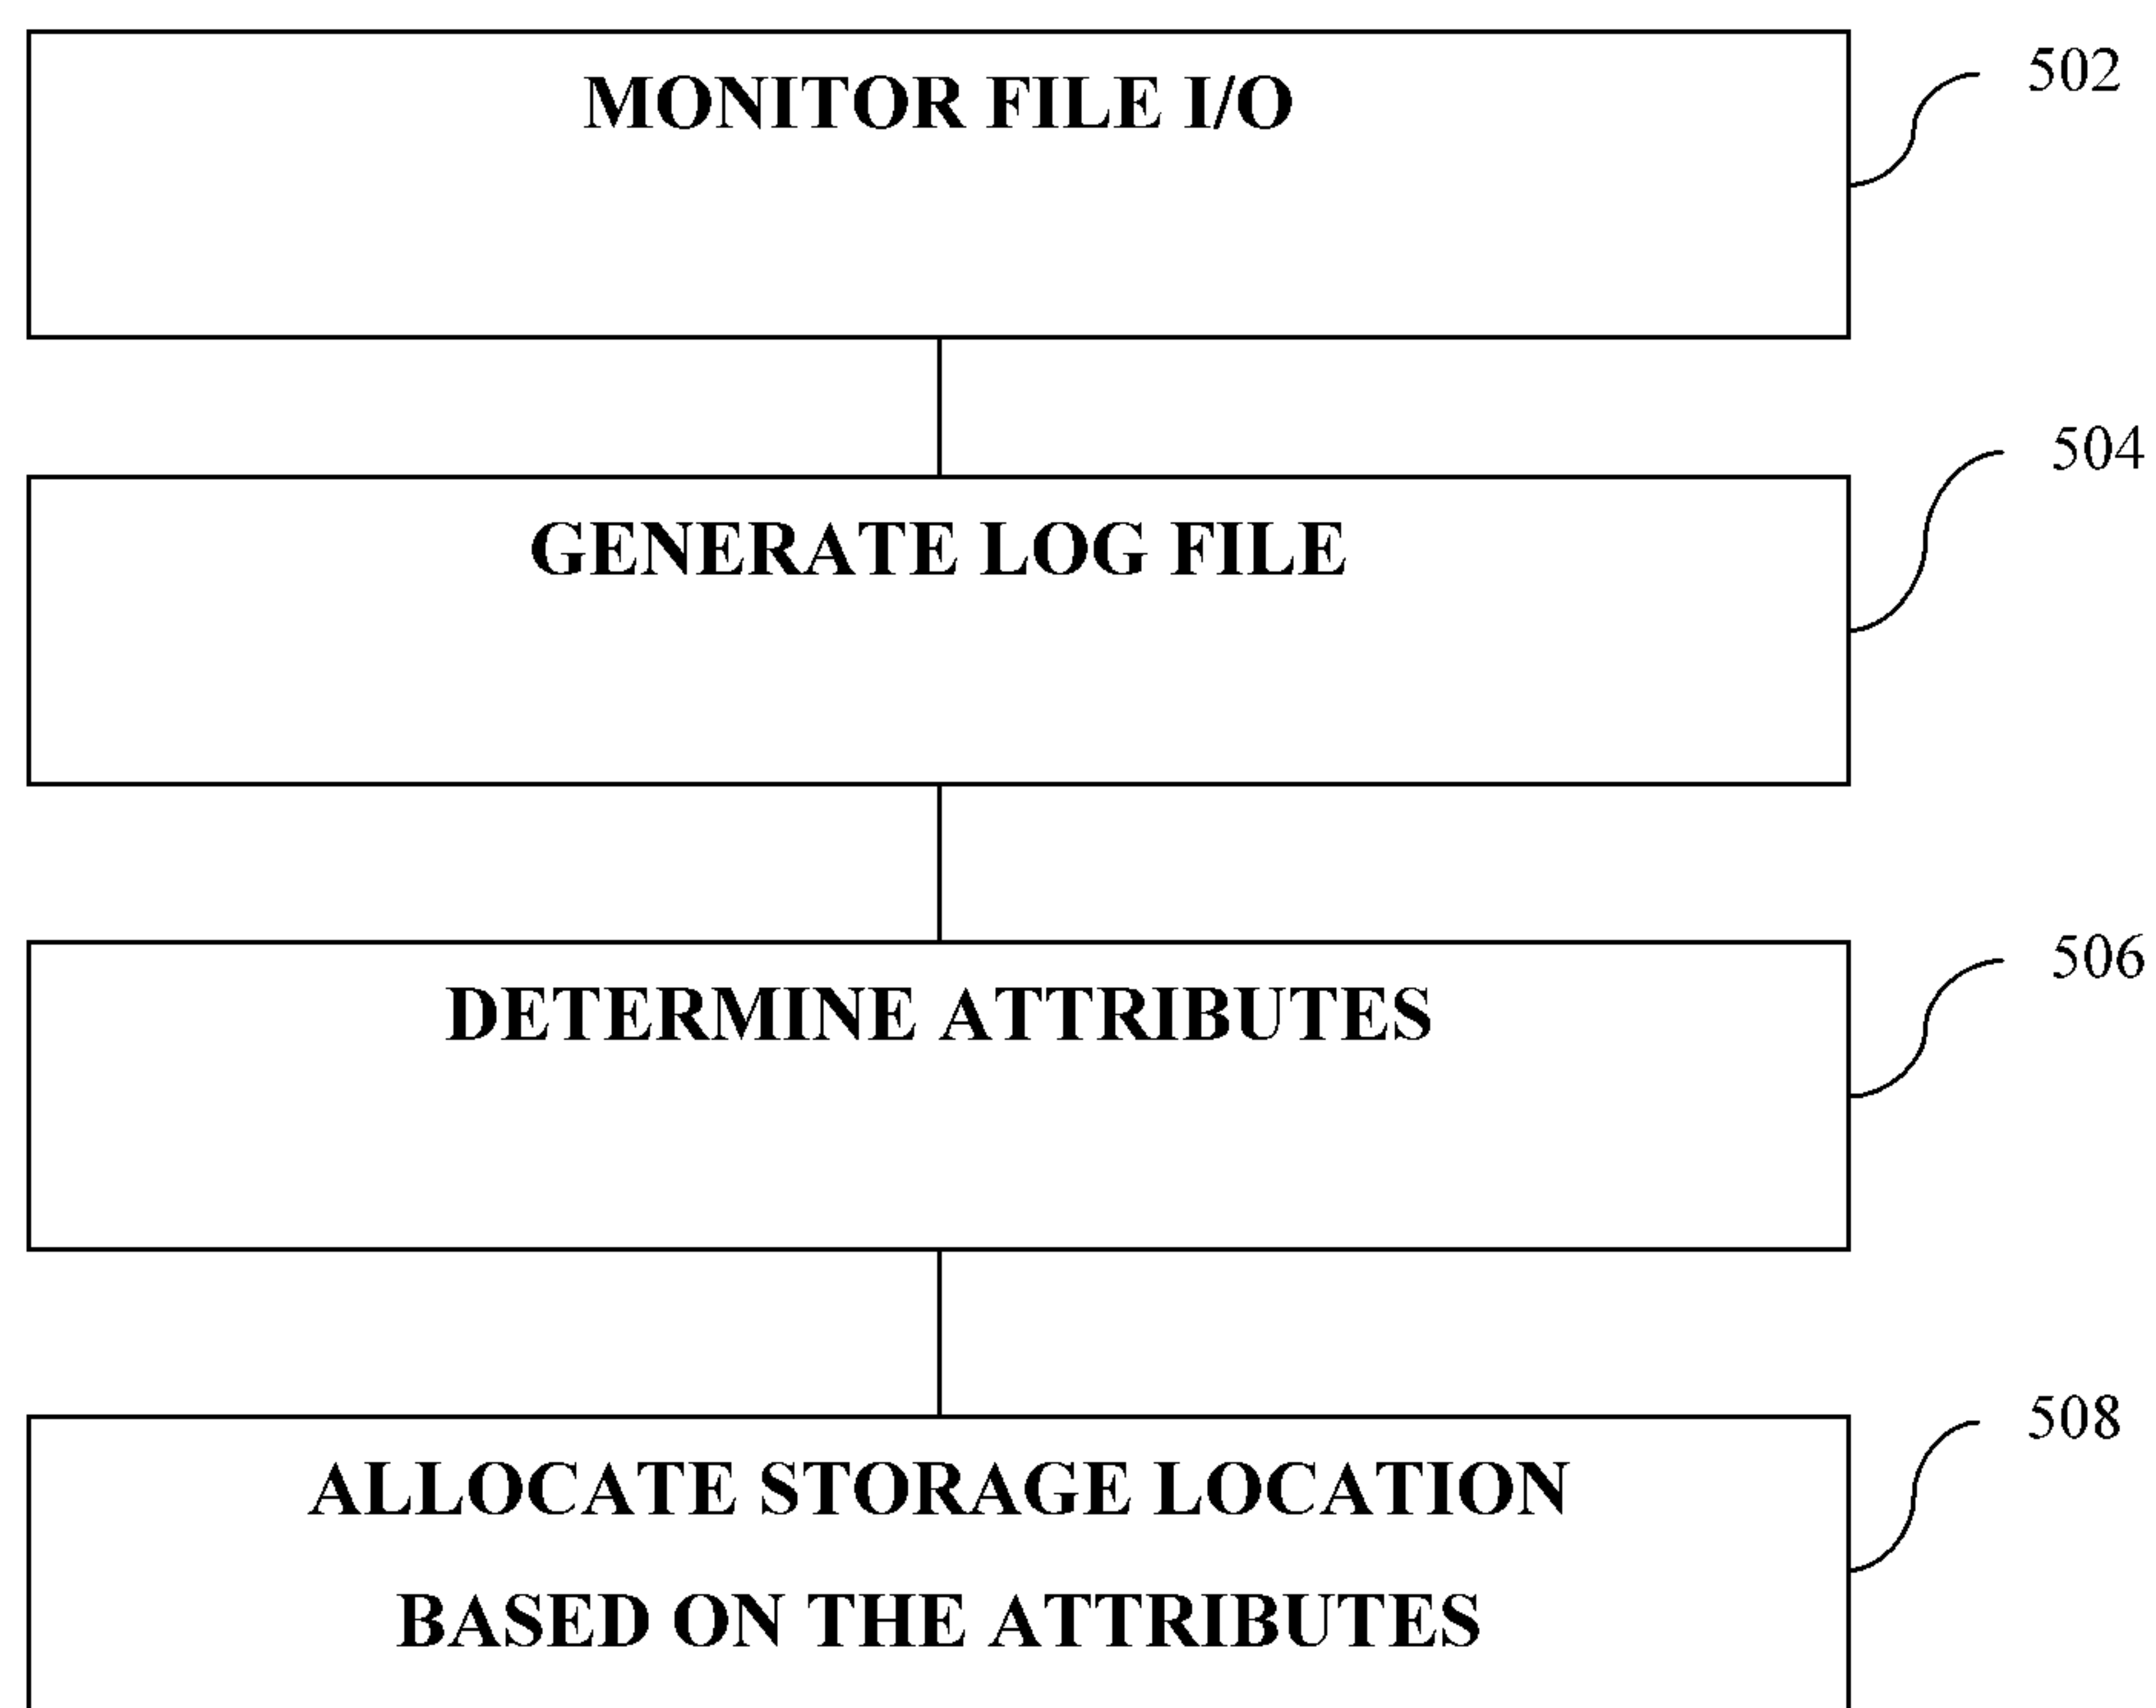 MONITOR FILE I/O
502
GENERATE LOG FILE
504
DETERMINE ATTRIBUTES
506
ALLOCATE STORAGE LOCATION
BASED ON THE ATTRIBUTES
508